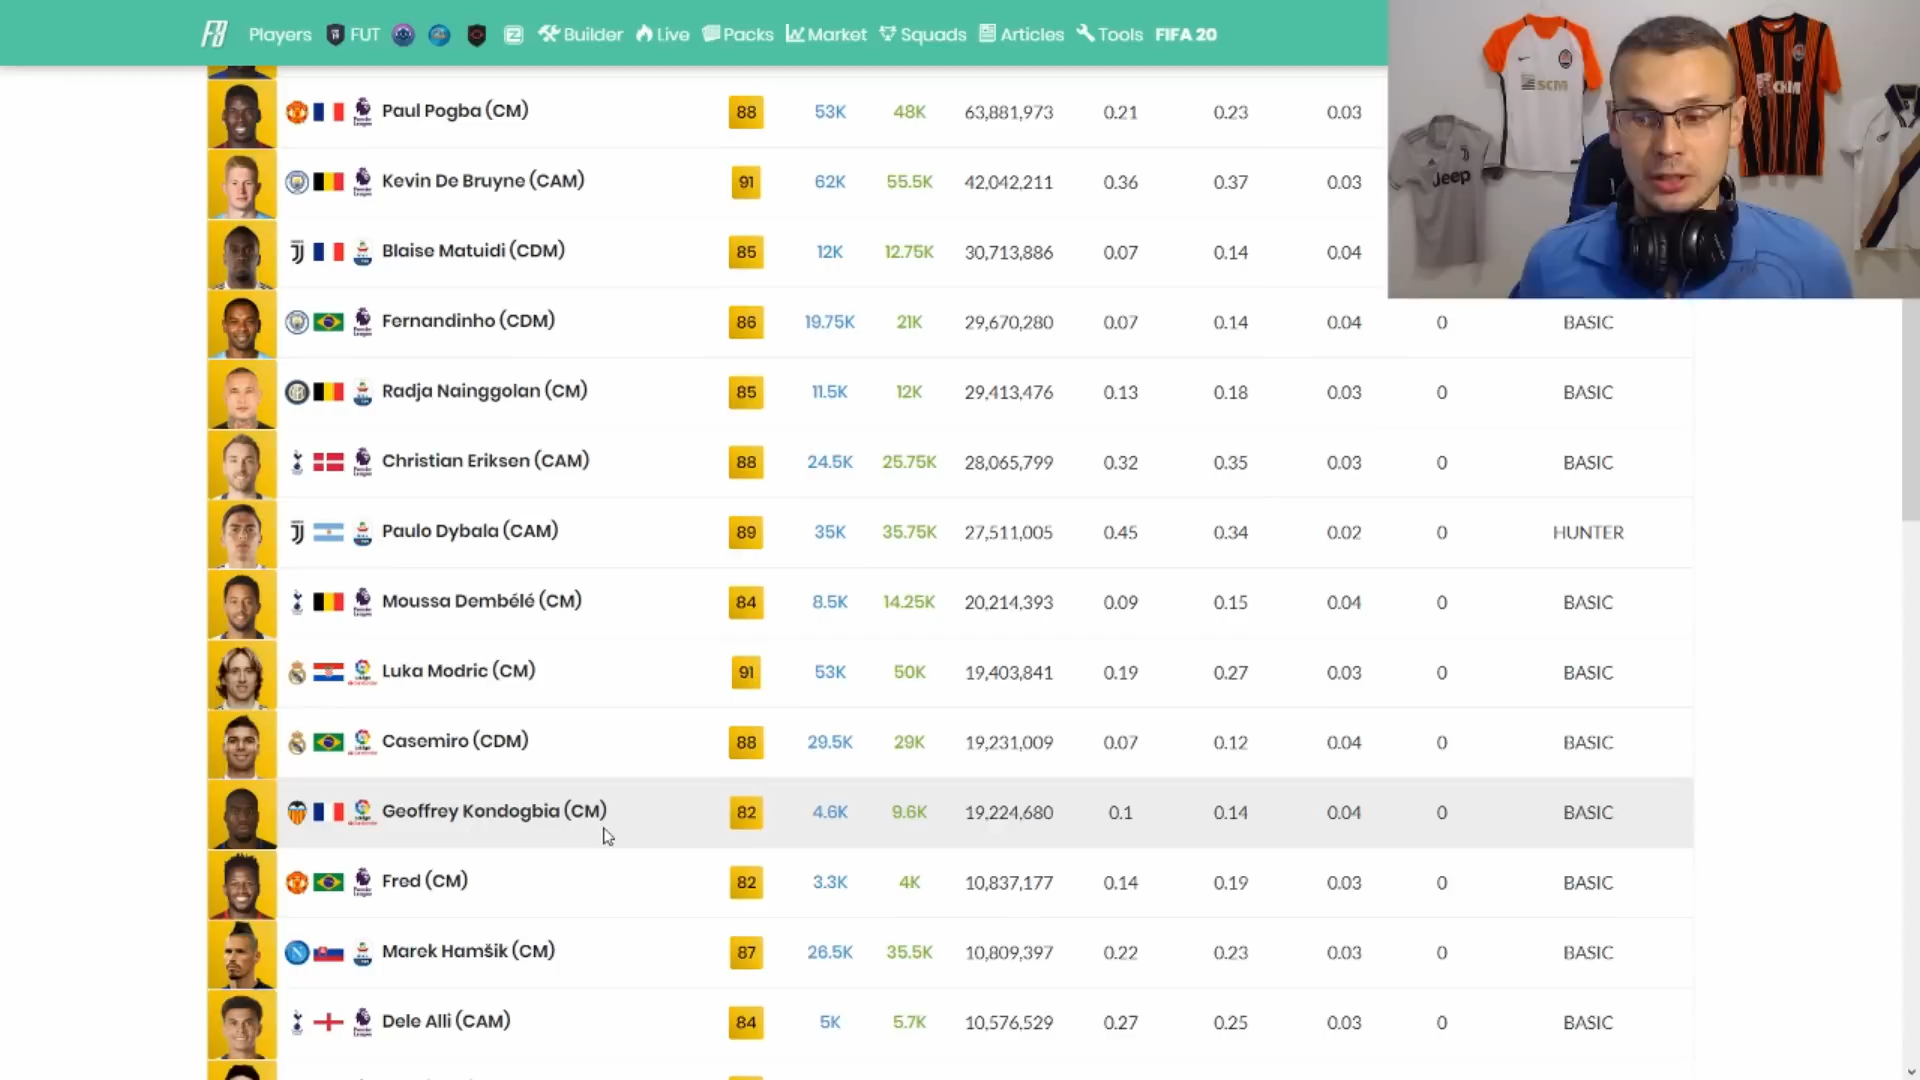 F8 Players FUT Builder Live Packs Market Squads Articles Tools FIFA 20
Paul Pogba (CM) 88 53K 48K 63,881,973 0.21 0.23 0.03
Kevin De Bruyne (CAM) 91 62K 55.5K 42,042,211 0.36 0.37 0.03
Blaise Matuidi (CDM) 85 12K 12.75K 30,713,886 0.07 0.14 0.04
Fernandinho (CDM) 86 19.75K 21K 29,670,280 0.07 0.14 0.04 0 BASIC
Radja Nainggolan (CM) 85 11.5K 12K 29,413,476 0.13 0.18 0.03 0 BASIC
Christian Eriksen (CAM) 88 24.5K 25.75K 28,065,799 0.32 0.35 0.03 0 BASIC
Paulo Dybala (CAM) 89 35K 35.75K 27,511,005 0.45 0.34 0.02 0 HUNTER
Moussa Dembélé (CM) 84 8.5K 14.25K 20,214,393 0.09 0.15 0.04 0 BASIC
Luka Modric (CM) 91 53K 50K 19,403,841 0.19 0.27 0.03 0 BASIC
Casemiro (CDM) 88 29.5K 29K 19,231,009 0.07 0.12 0.04 0 BASIC
Geoffrey Kondogbia (CM) 82 4.6K 9.6K 19,224,680 0.1 0.14 0.04 0 BASIC
Fred (CM) 82 3.3K 4K 10,837,177 0.14 0.19 0.03 0 BASIC
Marek Hamšik (CM) 87 26.5K 35.5K 10,809,397 0.22 0.23 0.03 0 BASIC
Dele Alli (CAM) 84 5K 5.7K 10,576,529 0.27 0.25 0.03 0 BASIC
SCM
Jeep